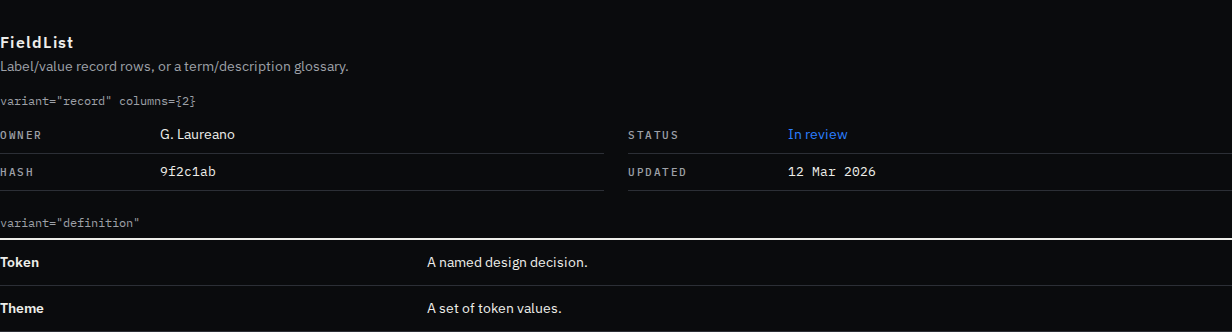 FieldList
Label/value record rows, or a term/description glossary.
variant="record" columns={2}
OWNER G. Laureano STATUS In review
HASH 9f2c1ab UPDATED 12 Mar 2026
variant="definition"
Token A named design decision.
Theme A set of token values.